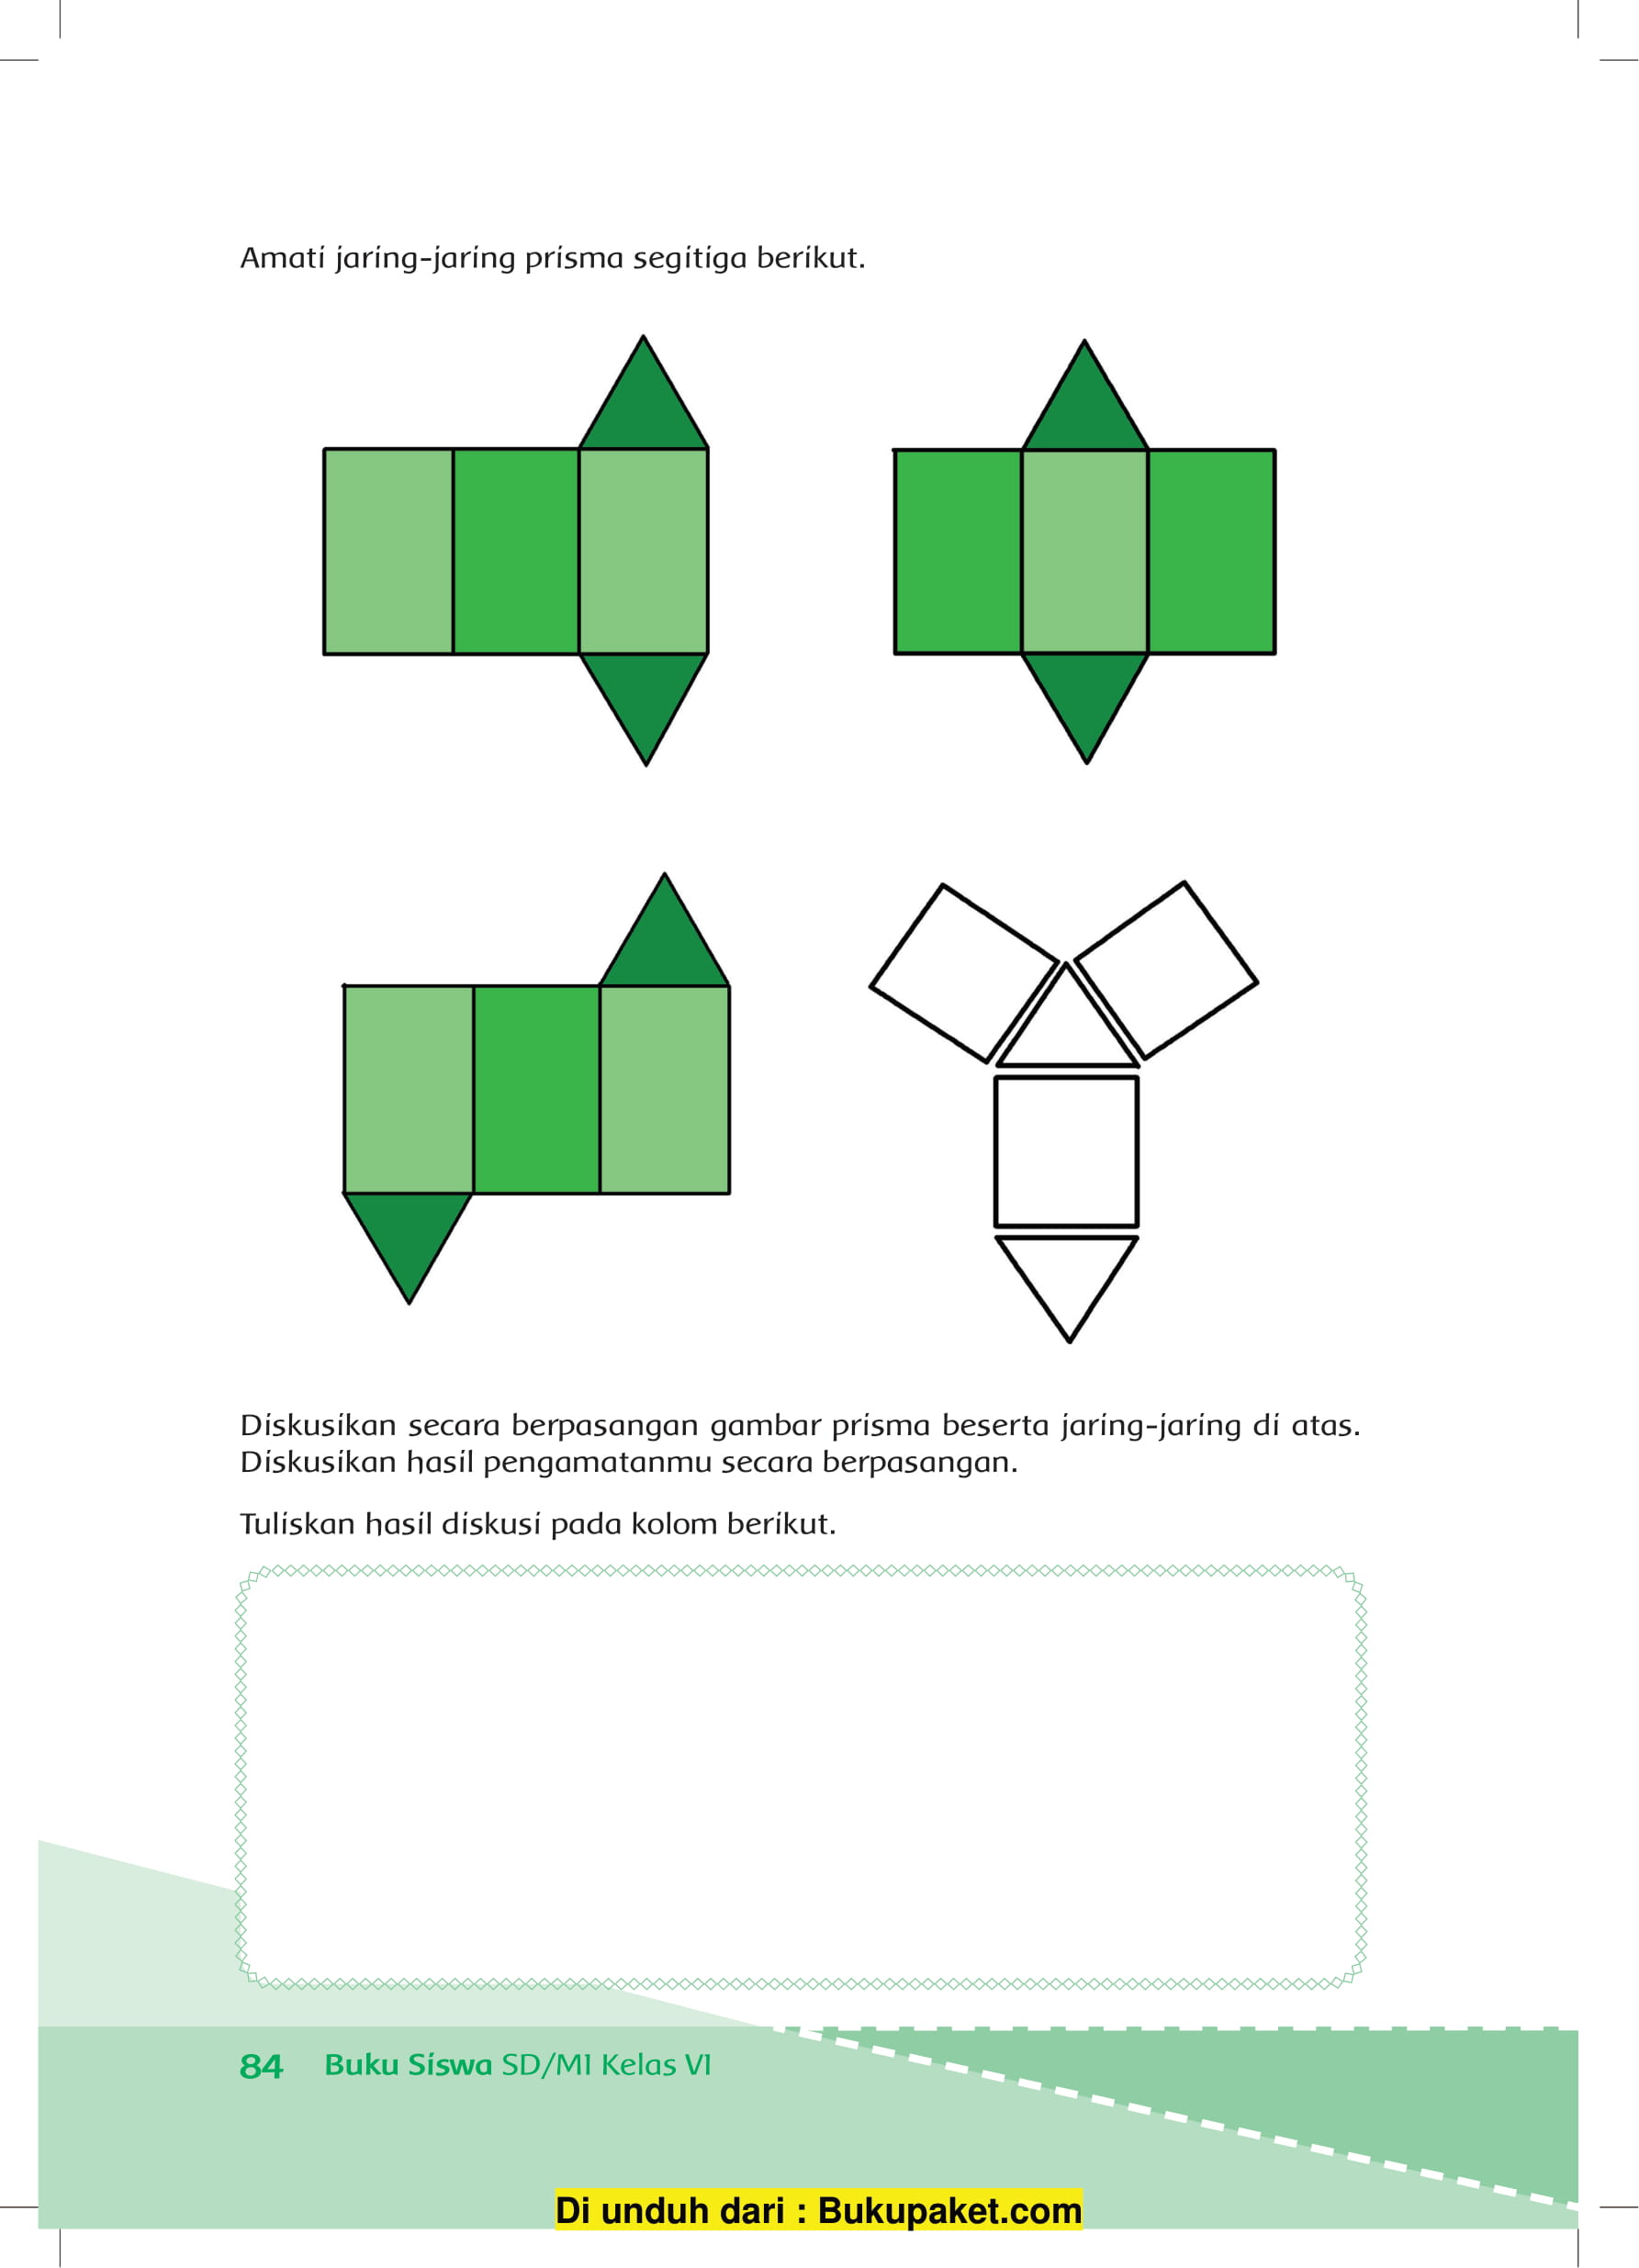 Amati jaring-jaring prisma segitiga berikut.
Diskusikan secara berpasangan gambar prisma beserta jaring-jaring di atas.
Diskusikan hasil pengamatanmu secara berpasangan.
Tuliskan hasil diskusi pada kolom berikut.
84 Buku Siswa SD/MI Kelas VI
Di unduh dari : Bukupaket.com